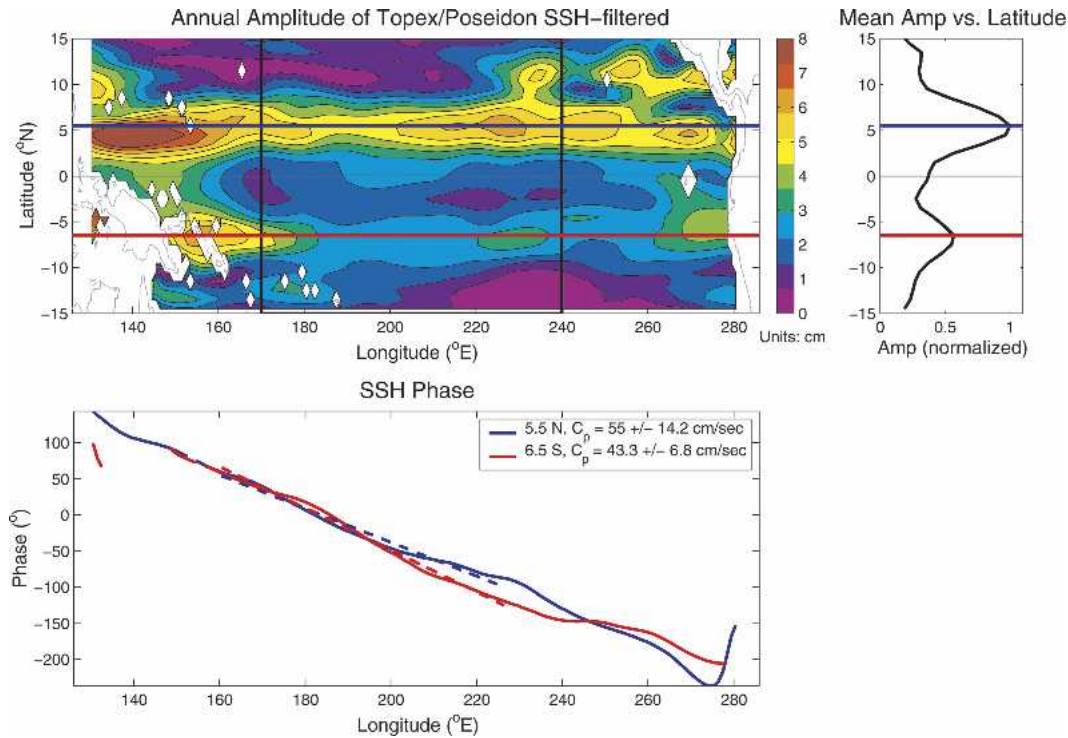 Annual Amplitude of Topex/Poseidon SSH-filtered
15
10
5
0
−5
−10
−15
Latitude (°N)
140 160 180 200 220 240 260 280
Longitude (°E)
8
7
6
5
4
3
2
1
0
Units: cm
Mean Amp vs. Latitude
15
10
5
0
−5
−10
−15
0 0.5 1
Amp (normalized)
SSH Phase
5.5 N, Cp = 55 +/− 14.2 cm/sec
6.5 S, Cp = 43.3 +/− 6.8 cm/sec
100
50
0
−50
−100
−150
−200
Phase (°)
140 160 180 200 220 240 260 280
Longitude (°E)